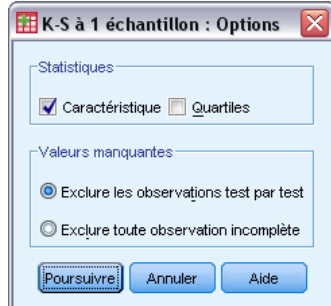 K-S à 1 échantillon : Options
Statistiques
Caractéristique Quartiles
Valeurs manquantes
Exclure les observations test par test
Exclure toute observation incomplète
Poursuivre Annuler Aide